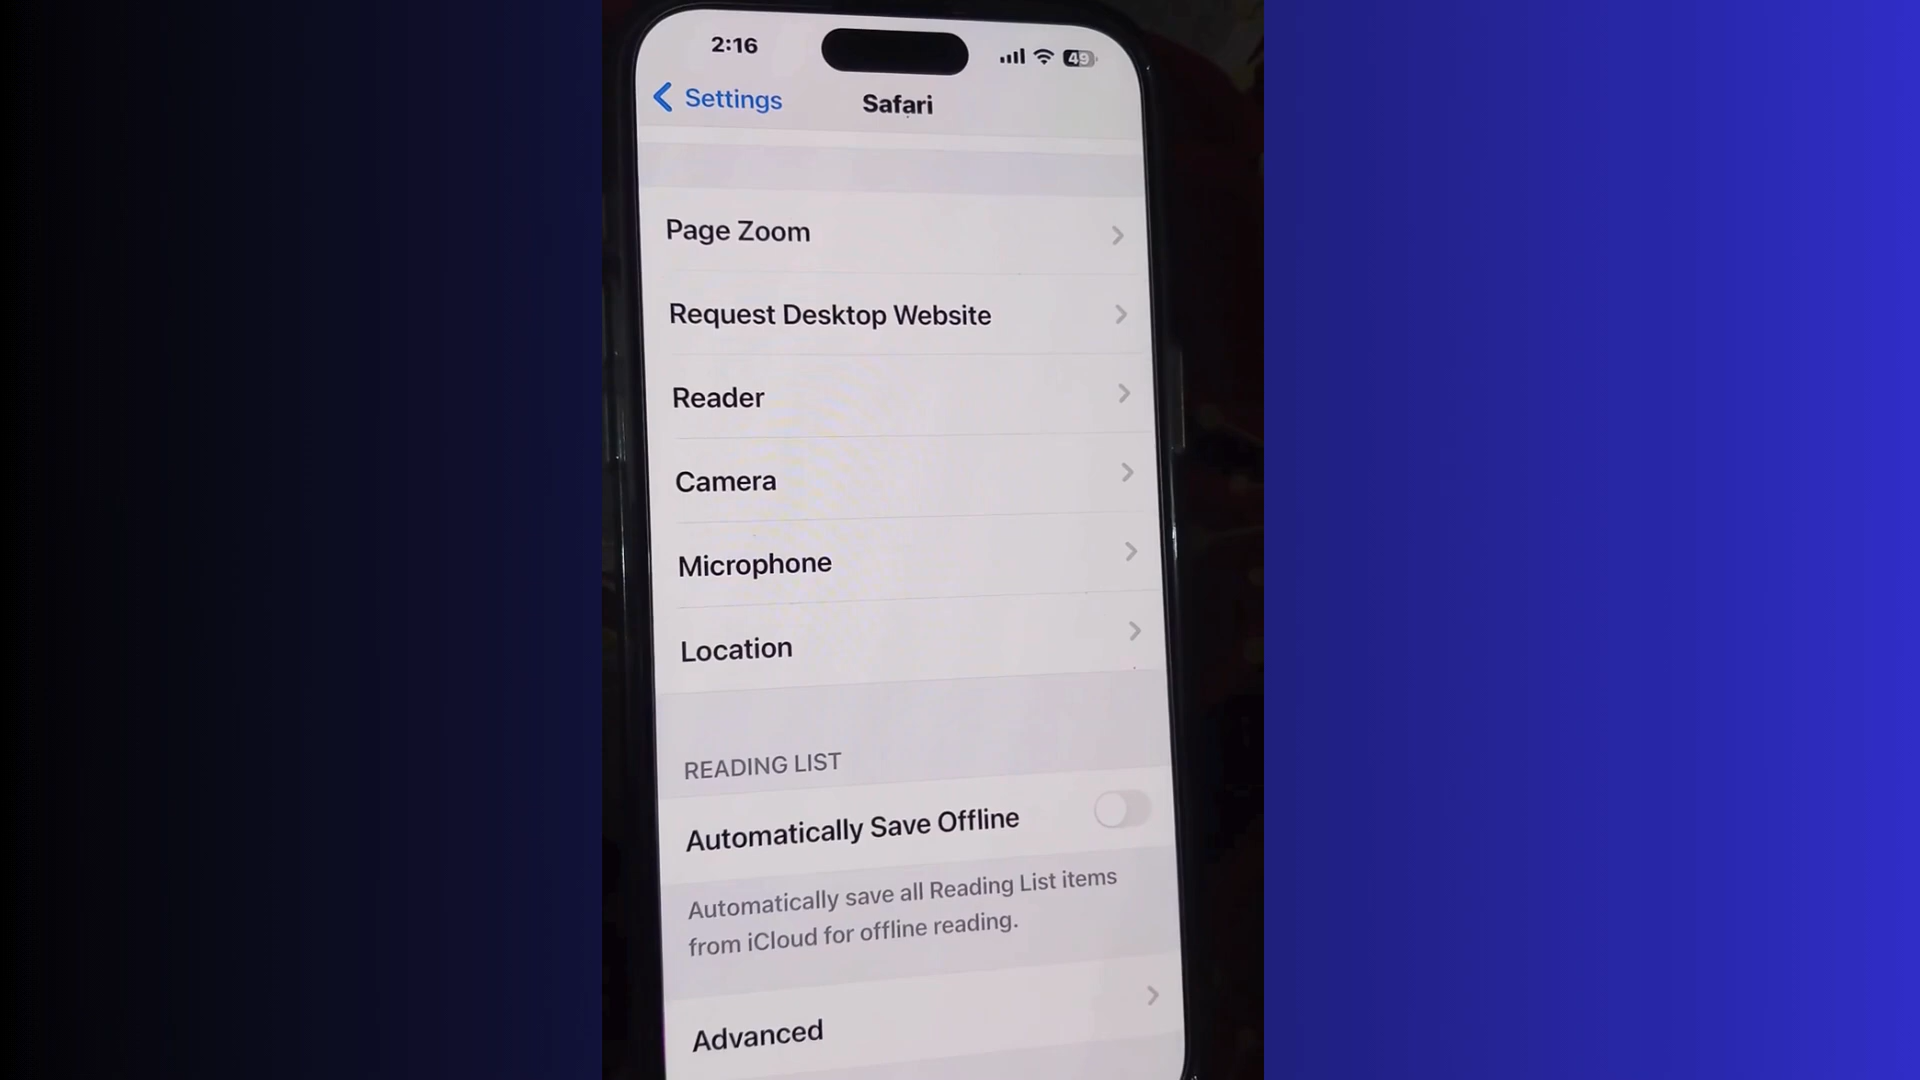 2:16
49
Settings
Safari
Page Zoom
Request Desktop Website
Reader
Camera
Microphone
Location
READING LIST
Automatically Save Offline
Automatically save all Reading List items
from iCloud for offline reading.
Advanced